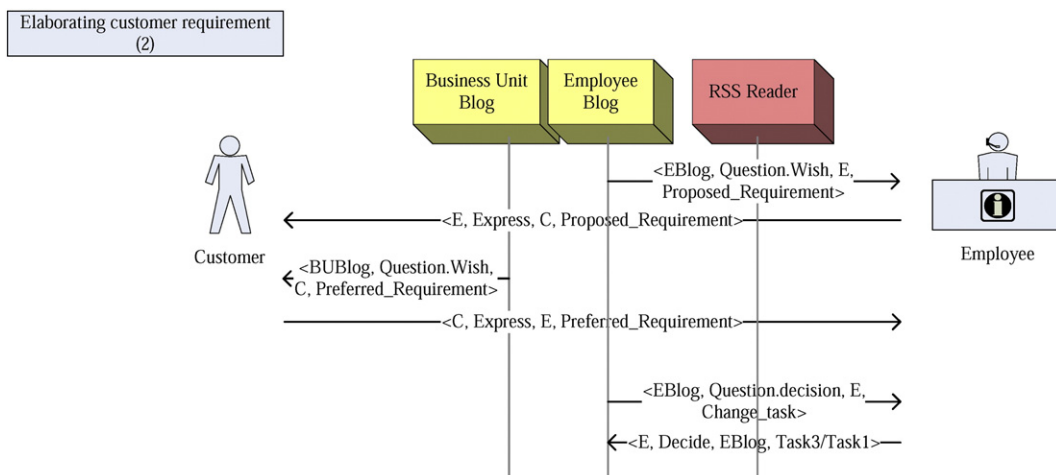 Elaborating customer requirement
(2)
Business Unit
Blog
Employee
Blog
RSS Reader
<EBlog, Question.Wish, E,
Proposed_Requirement>
<E, Express, C, Proposed_Requirement>
Customer
Employee
<BUBlog, Question.Wish,
C, Preferred_Requirement>
<C, Express, E, Preferred_Requirement>
<EBlog, Question.decision, E,
Change_task>
<E, Decide, EBlog, Task3/Task1>